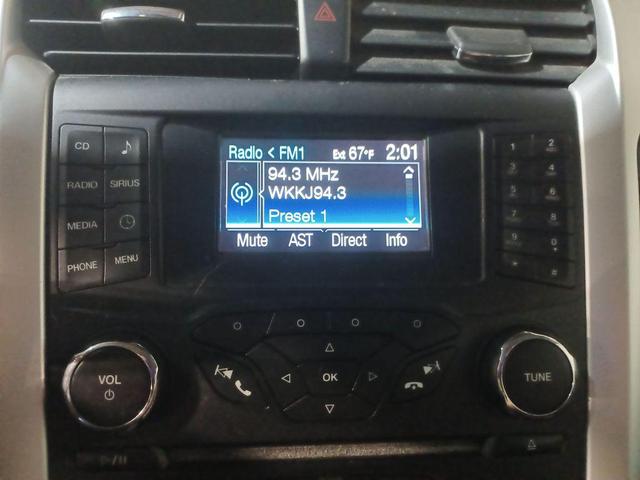 Radio < FM1 Ext 67°F 2:01
94.3 MHz
WKKJ94.3
Preset 1
Mute AST Direct Info
CD
RADIO SIRIUS
MEDIA
PHONE MENU
1 2
3 4
5 6
7 8
9 0
* #
VOL
OK
TUNE